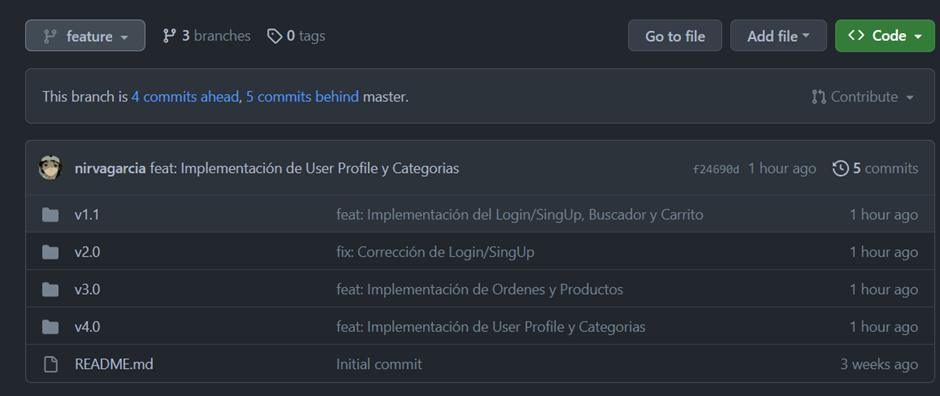 feature 3 branches 0 tags Go to file Add file Code
This branch is 4 commits ahead, 5 commits behind master. Contribute
nirvagarcia feat: Implementación de User Profile y Categorias f24690d 1 hour ago 5 commits
v1.1 feat: Implementación del Login/SingUp, Buscador y Carrito 1 hour ago
v2.0 fix: Corrección de Login/SingUp 1 hour ago
v3.0 feat: Implementación de Ordenes y Productos 1 hour ago
v4.0 feat: Implementación de User Profile y Categorias 1 hour ago
README.md Initial commit 3 weeks ago